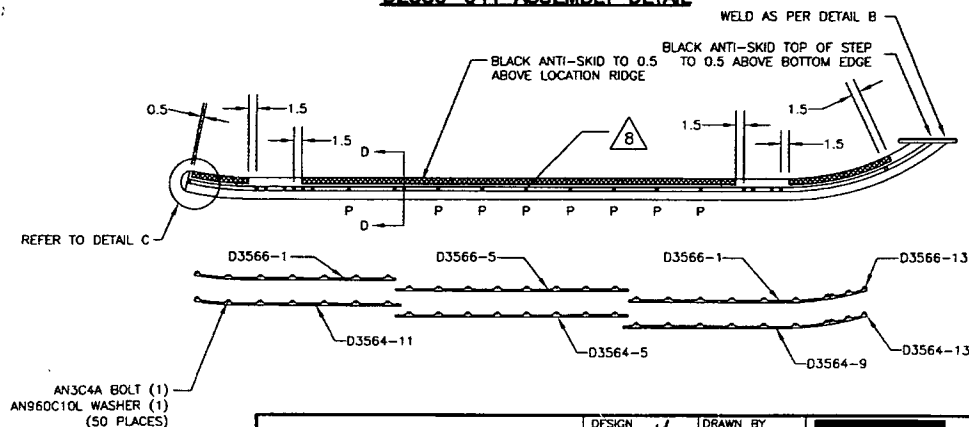 WELD AS PER DETAIL B
BLACK ANTI-SKID TO 0.5
ABOVE LOCATION RIDGE
BLACK ANTI-SKID TOP OF STEP
TO 0.5 ABOVE BOTTOM EDGE
0.5
1.5
1.5
8
1.5
1.5
1.5
D
D
P P P P P P P P
REFER TO DETAIL C
D3566-1
D3566-5
D3566-1
D3566-13
D3564-11
D3564-5
D3564-9
D3564-13
AN3C4A BOLT (1)
AN960C10L WASHER (1)
(50 PLACES)
DESIGN
DRAWN BY